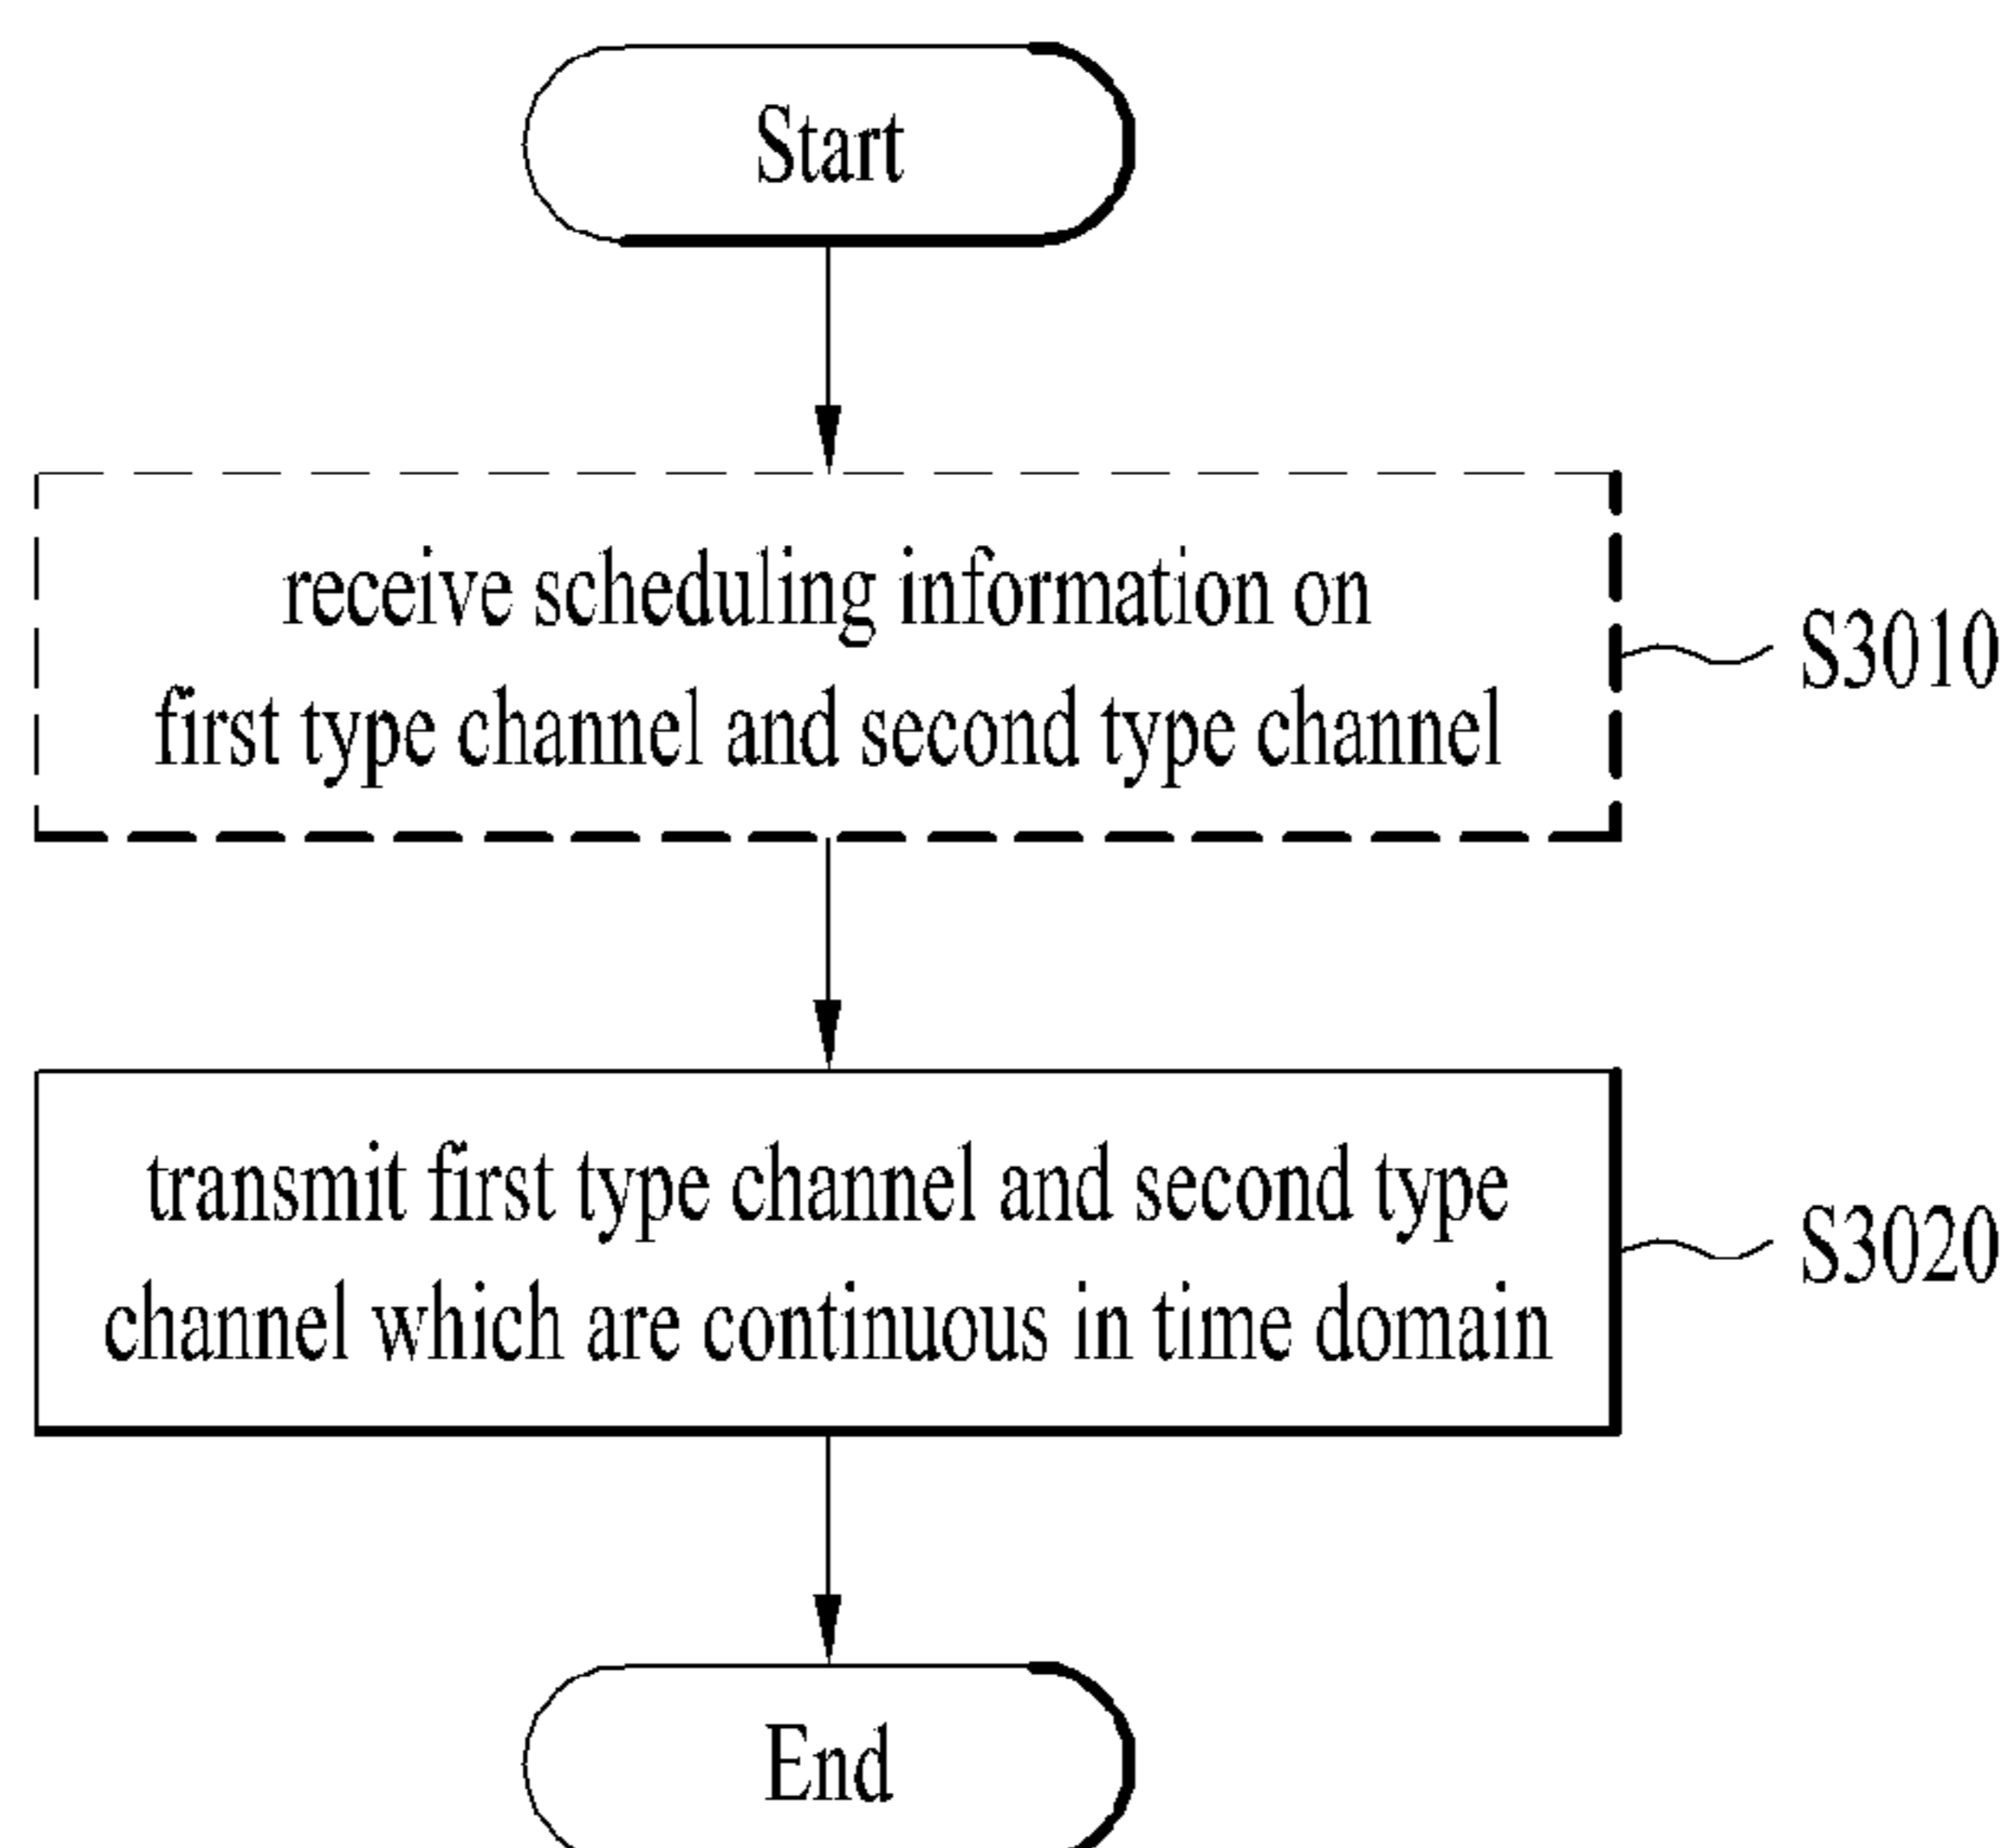 Start
receive scheduling information on
first type channel and second type channel
S3010
transmit first type channel and second type
channel which are continuous in time domain
S3020
End